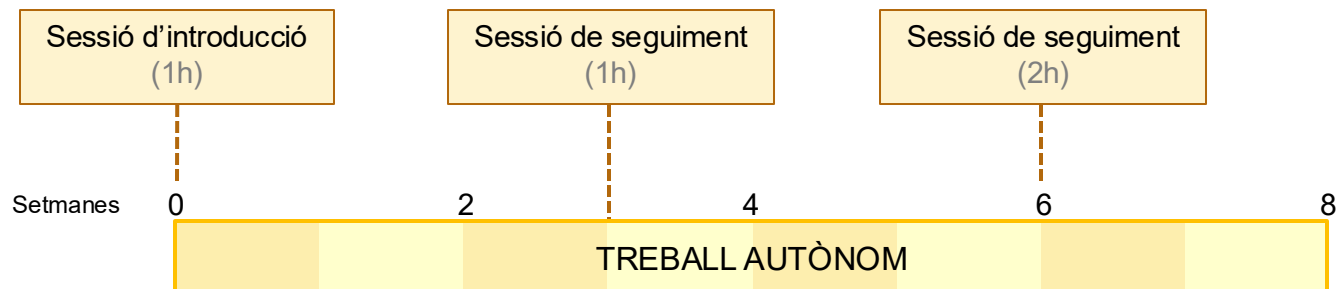 Sessió d’introducció
(1h)
Sessió de seguiment
(1h)
Sessió de seguiment
(2h)
Setmanes 0 2 4 6 8
TREBALL AUTÒNOM